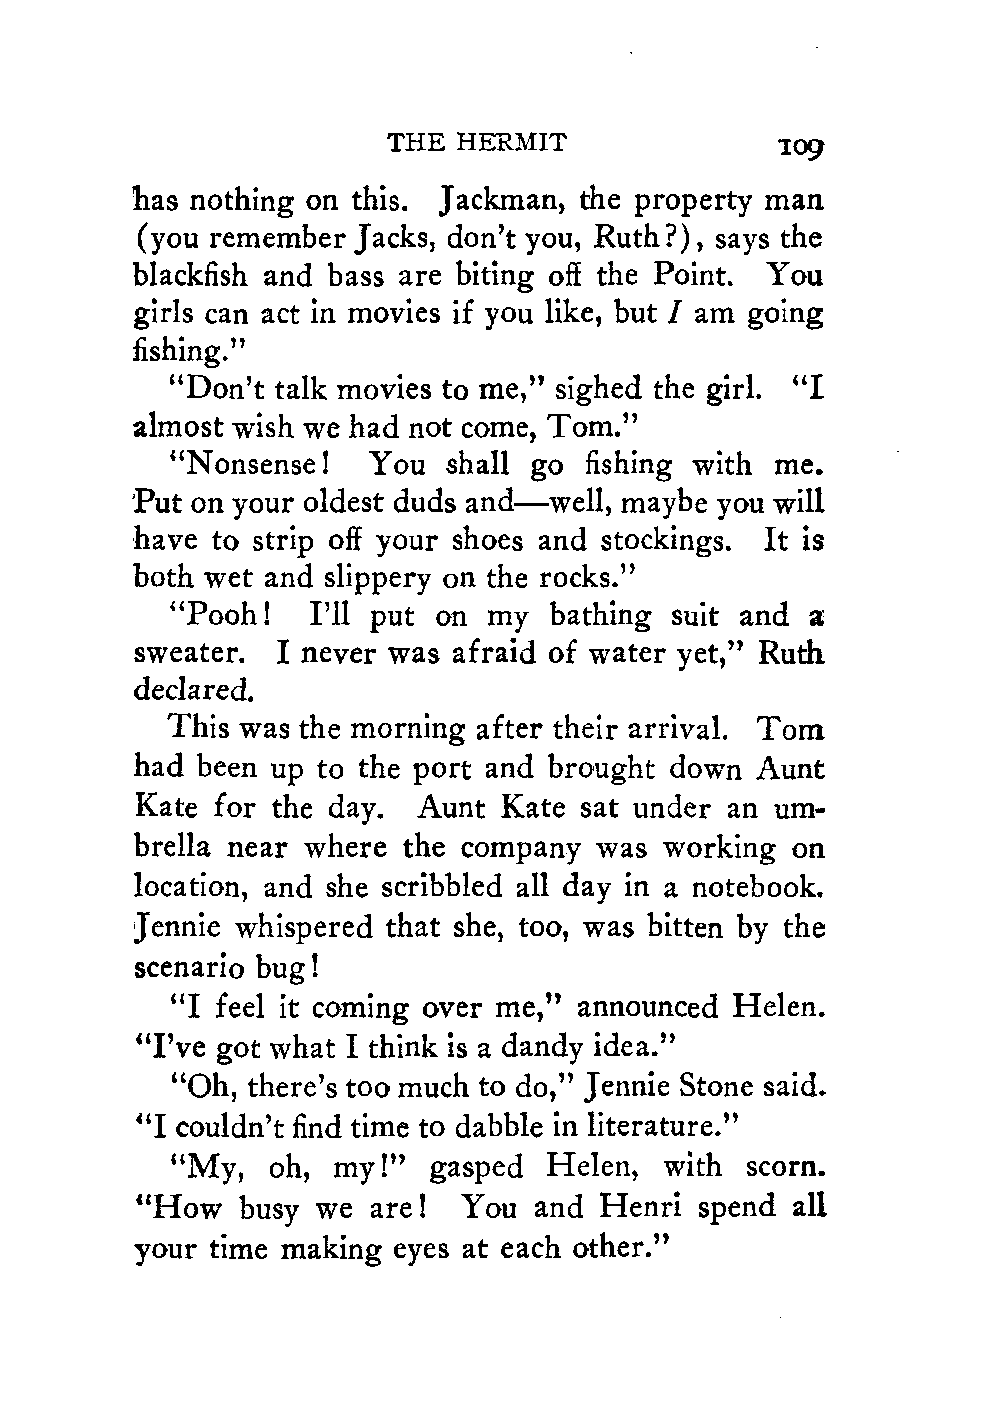 THE HERMIT 109
has nothing on this. Jackman, the property man
(you remember Jacks, don't you, Ruth?), says the
blackfish and bass are biting off the Point. You
girls can act in movies if you like, but I am going
fishing."
"Don't talk movies to me," sighed the girl. "I
almost wish we had not come, Tom."
"Nonsense! You shall go fishing with me.
Put on your oldest duds and—well, maybe you will
have to strip off your shoes and stockings. It is
both wet and slippery on the rocks."
"Pooh! I'll put on my bathing suit and a
sweater. I never was afraid of water yet," Ruth
declared.
This was the morning after their arrival. Tom
had been up to the port and brought down Aunt
Kate for the day. Aunt Kate sat under an um-
brella near where the company was working on
location, and she scribbled all day in a notebook.
Jennie whispered that she, too, was bitten by the
scenario bug!
"I feel it coming over me," announced Helen.
"I've got what I think is a dandy idea."
"Oh, there's too much to do," Jennie Stone said.
"I couldn't find time to dabble in literature."
"My, oh, my!" gasped Helen, with scorn.
"How busy we are! You and Henri spend all
your time making eyes at each other."